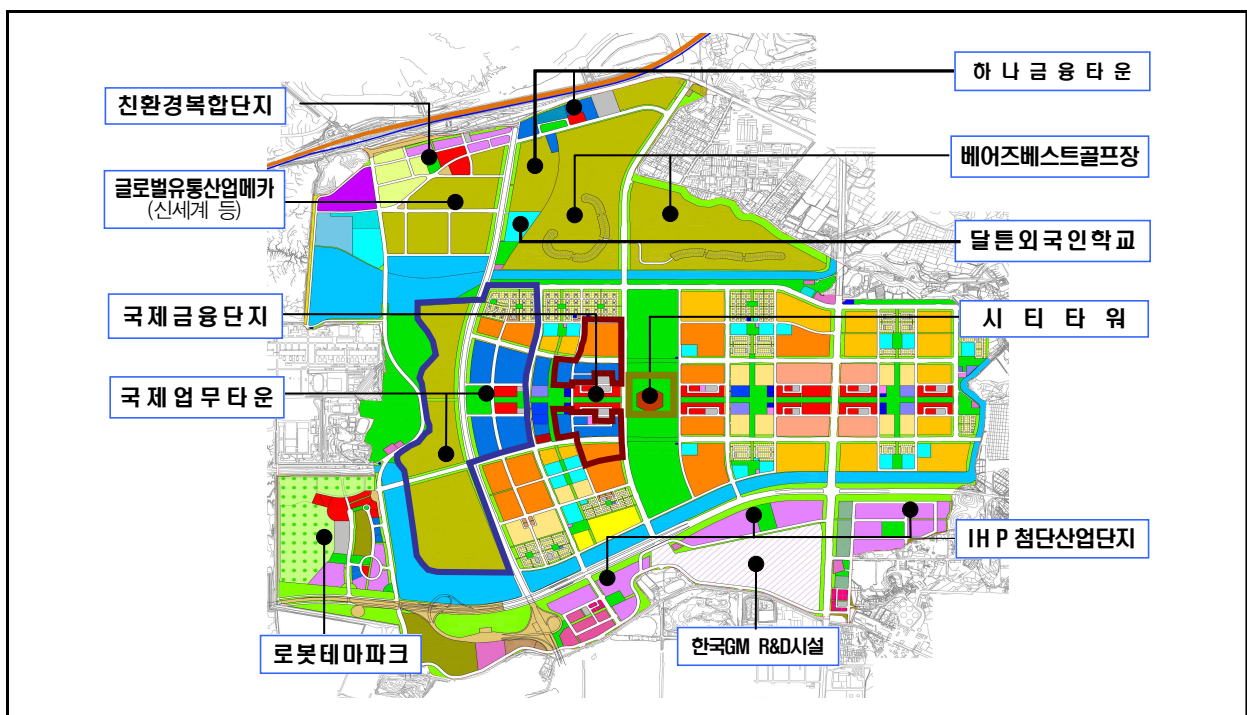 하나금융타운
친환경복합단지
베어즈베스트골프장
글로벌유통산업메카
(신세계 등)
달튼외국인학교
국제금융단지
시티타워
국제업무타운
IHP 첨단산업단지
로봇테마파크
한국GM R&D시설